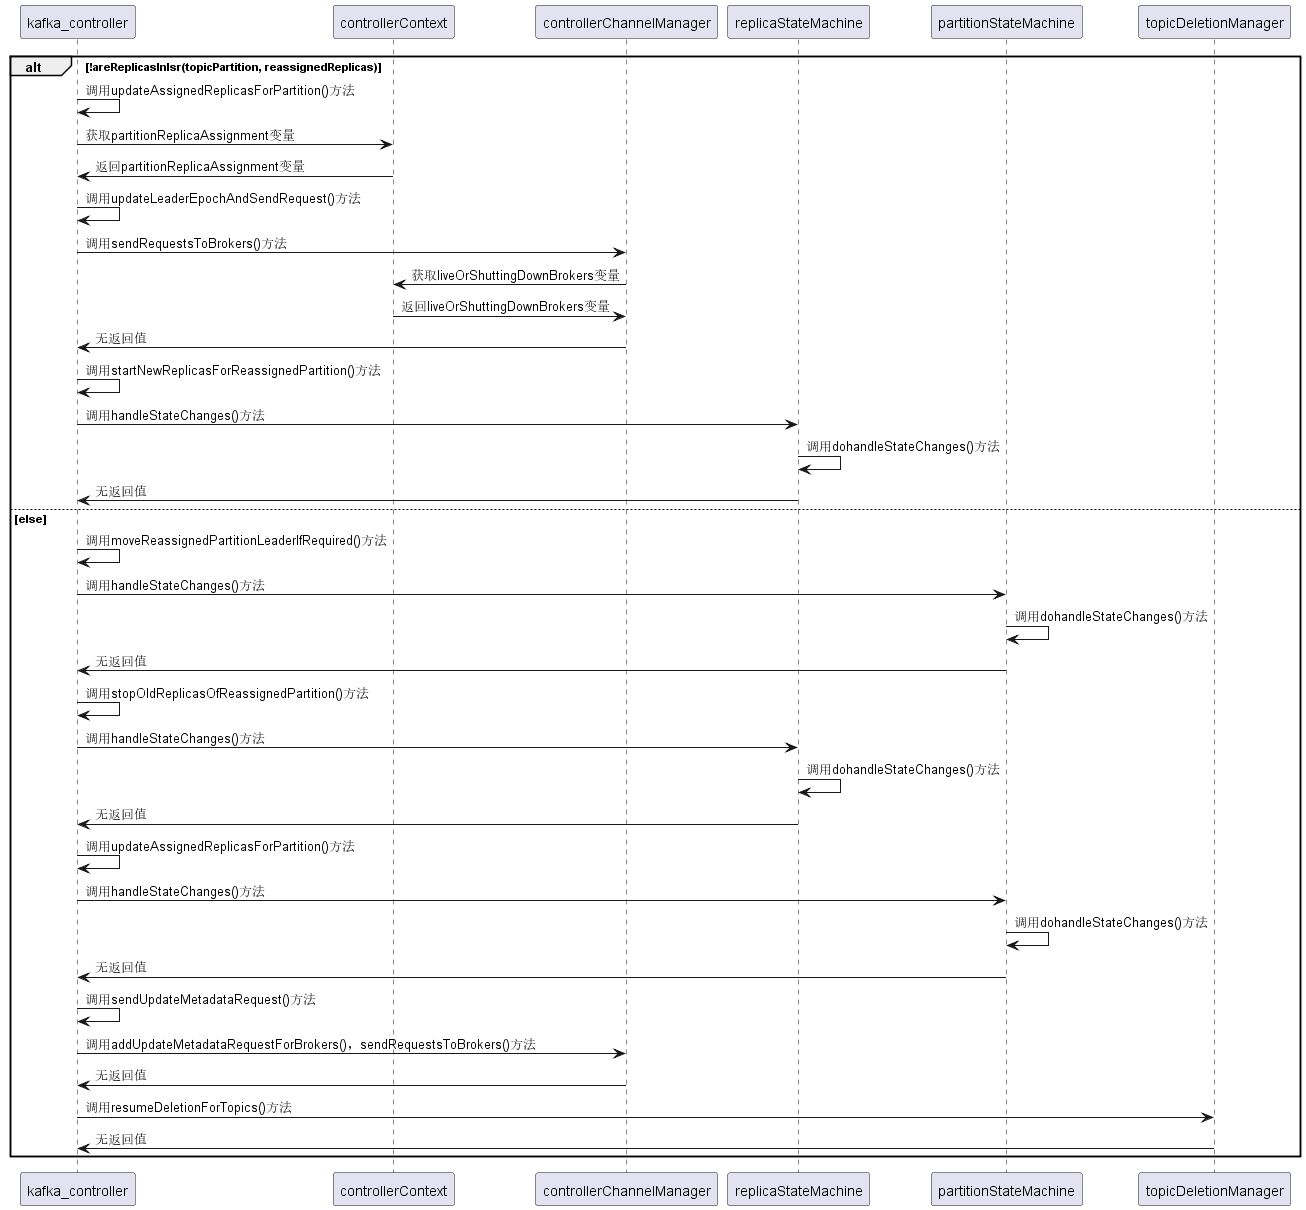 kafka_controller controllerContext controllerChannelManager replicaStateMachine partitionStateMachine topicDeletionManager
alt [!areReplicasInIsr(topicPartition, reassignedReplicas)]
调用updateAssignedReplicasForPartition()方法
获取partitionReplicaAssignment变量
返回partitionReplicaAssignment变量
调用updateLeaderEpochAndSendRequest()方法
调用sendRequestsToBrokers()方法
获取liveOrShuttingDownBrokers变量
返回liveOrShuttingDownBrokers变量
无返回值
调用startNewReplicasForReassignedPartition()方法
调用handleStateChanges()方法
调用dohandleStateChanges()方法
无返回值
[else]
调用moveReassignedPartitionLeaderIfRequired()方法
调用handleStateChanges()方法
调用dohandleStateChanges()方法
无返回值
调用stopOldReplicasOfReassignedPartition()方法
调用handleStateChanges()方法
调用dohandleStateChanges()方法
无返回值
调用updateAssignedReplicasForPartition()方法
调用handleStateChanges()方法
调用dohandleStateChanges()方法
无返回值
调用sendUpdateMetadataRequest()方法
调用addUpdateMetadataRequestForBrokers()，sendRequestsToBrokers()方法
无返回值
调用resumeDeletionForTopics()方法
无返回值
kafka_controller controllerContext controllerChannelManager replicaStateMachine partitionStateMachine topicDeletionManager